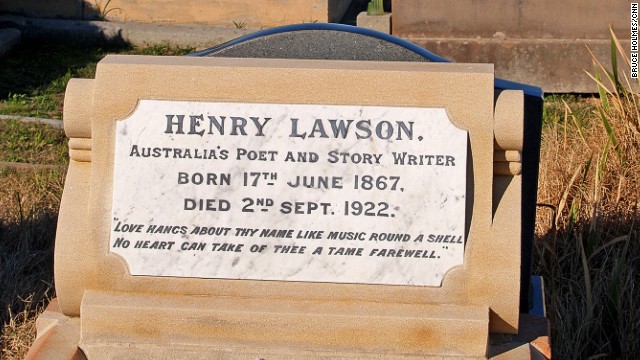 HENRY LAWSON.
AUSTRALIA'S POET AND STORY WRITER
BORN 17TH JUNE 1867,
DIED 2ND SEPT. 1922.
"LOVE HANGS ABOUT THY NAME LIKE MUSIC ROUND A SHELL
NO HEART CAN TAKE OF THEE A TAME FAREWELL."
BRUCE HOLMES/CNN